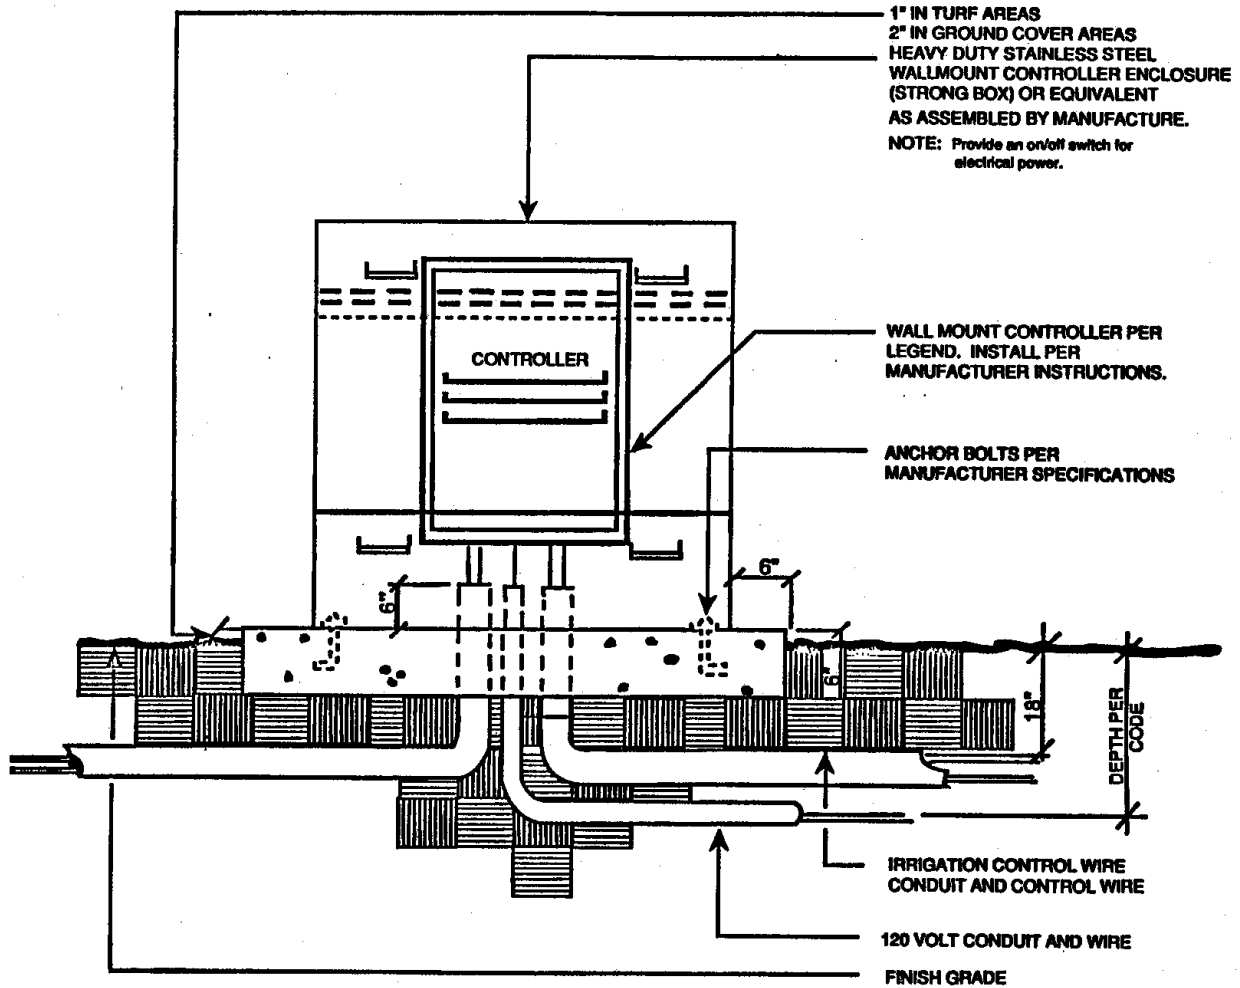 1" IN TURF AREAS
2" IN GROUND COVER AREAS
HEAVY DUTY STAINLESS STEEL
WALLMOUNT CONTROLLER ENCLOSURE
(STRONG BOX) OR EQUIVALENT
AS ASSEMBLED BY MANUFACTURE.
NOTE: Provide an on/off switch for
electrical power.
WALL MOUNT CONTROLLER PER
LEGEND. INSTALL PER
MANUFACTURER INSTRUCTIONS.
CONTROLLER
ANCHOR BOLTS PER
MANUFACTURER SPECIFICATIONS
6"
6"
6"
18"
DEPTH PER
CODE
IRRIGATION CONTROL WIRE
CONDUIT AND CONTROL WIRE
120 VOLT CONDUIT AND WIRE
FINISH GRADE